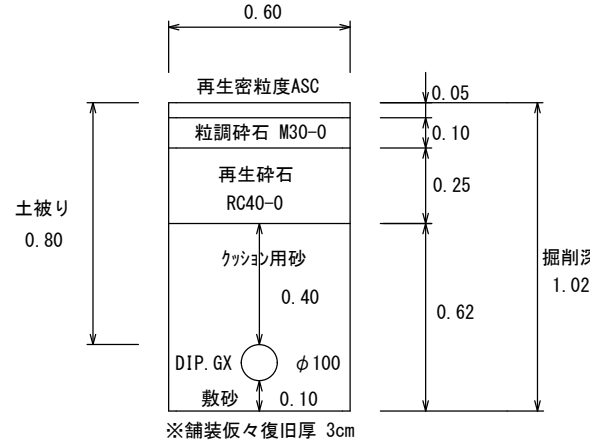 0.60
再生密粒度ASC
0.05
粒調砕石 M30-0
0.10
再生砕石
RC40-0
0.25
土被り
0.80
クッション用砂
0.40
0.62
掘削深
1.02
DIP.GX φ100
敷砂 0.10
※舗装仮々復旧厚 3cm